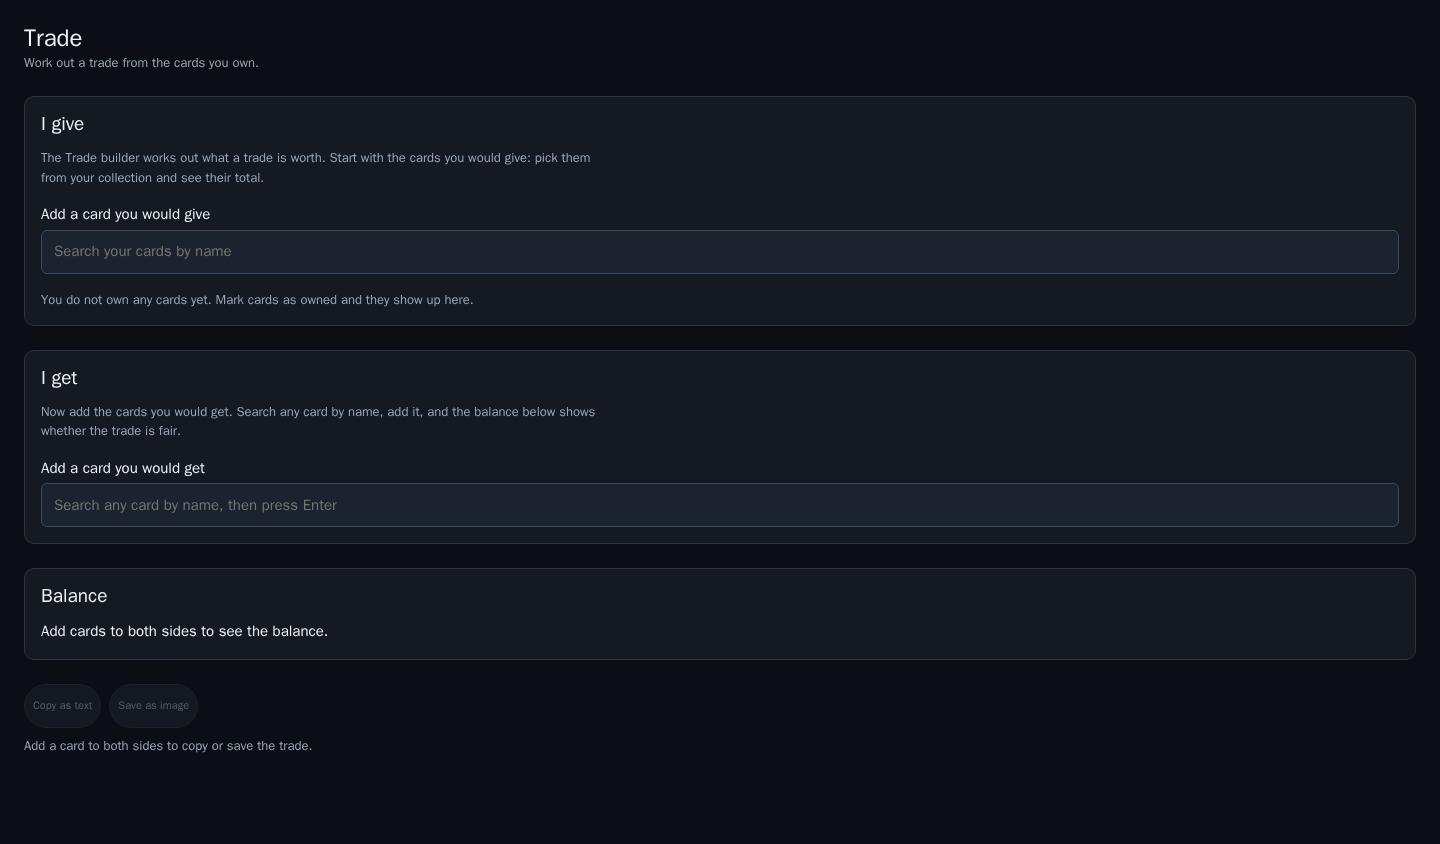 Trade
Work out a trade from the cards you own.
I give
The Trade builder works out what a trade is worth. Start with the cards you would give: pick them
from your collection and see their total.
Add a card you would give
Search your cards by name
You do not own any cards yet. Mark cards as owned and they show up here.
I get
Now add the cards you would get. Search any card by name, add it, and the balance below shows
whether the trade is fair.
Add a card you would get
Search any card by name, then press Enter
Balance
Add cards to both sides to see the balance.
Copy as text
Save as image
Add a card to both sides to copy or save the trade.